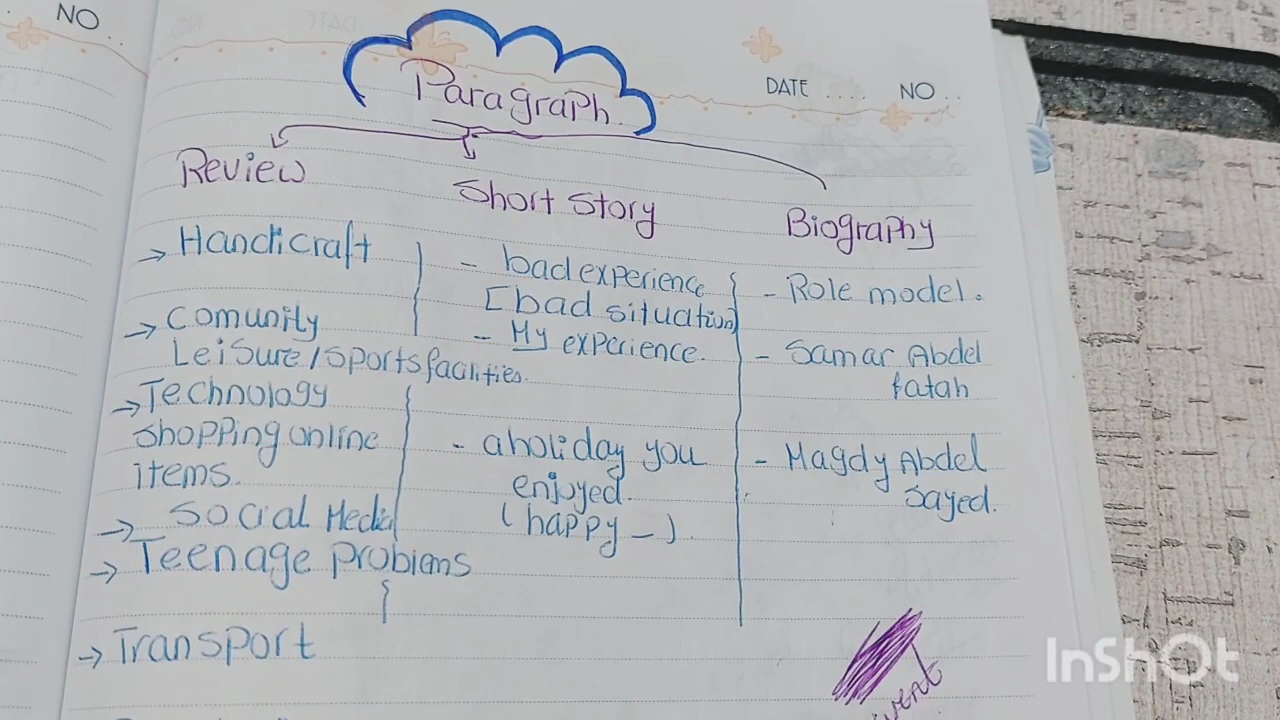 NO
DATE .... NO ..
Paragraph.
Review
Short Story
Biography
→ Handicraft
→ Comunity
Leisure / Sports facilities.
→ Technology
shopping online
items.
→ Social Media
→ Teenage problems
→ Transport
- bad experience
[bad situation]
- My experience.
- a holiday you
enjoyed.
(happy _).
- Role model.
- Samar Abdel
fatah
- Magdy Abdel
Sayed.
InShOt